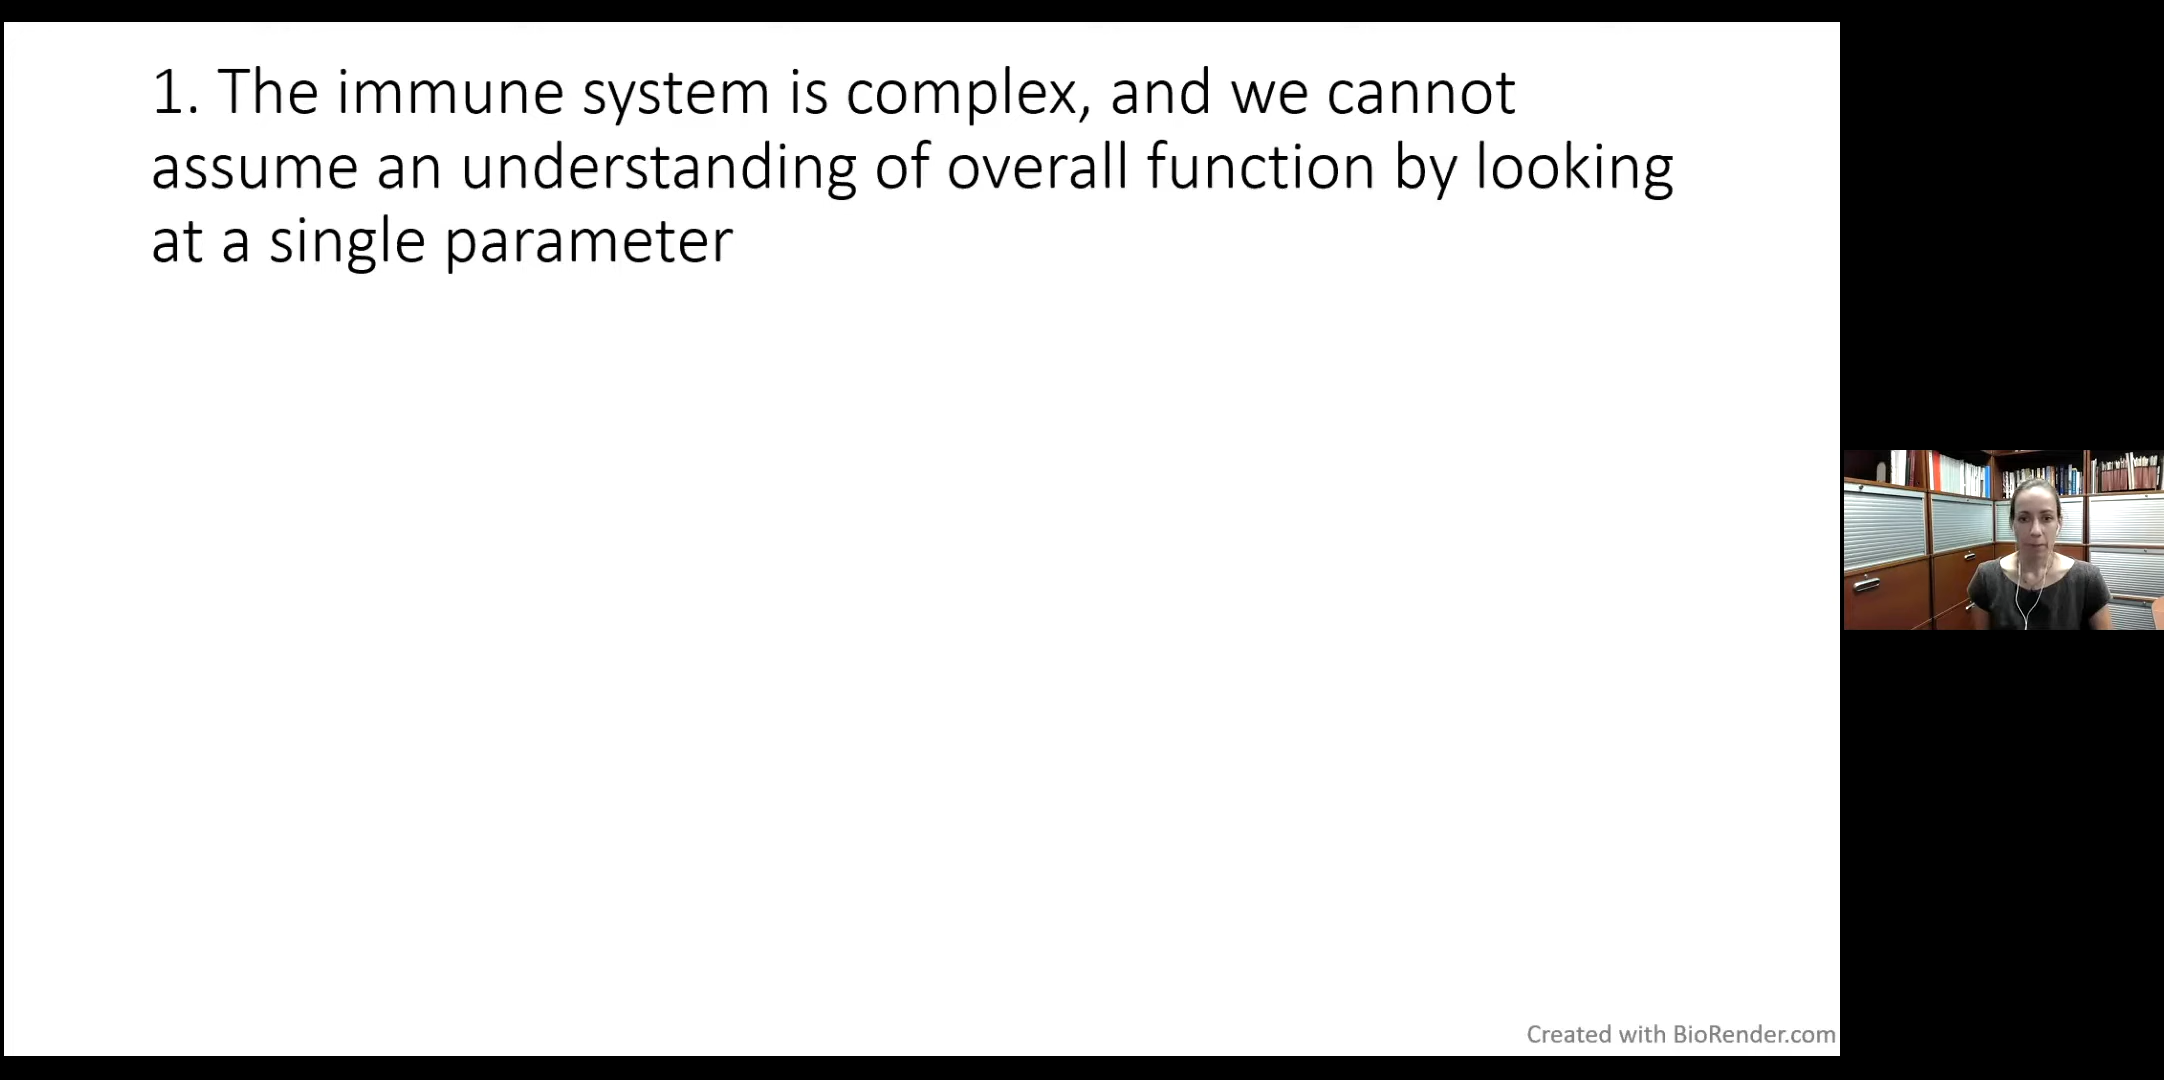 1. The immune system is complex, and we cannot
assume an understanding of overall function by looking
at a single parameter
Created with BioRender.com